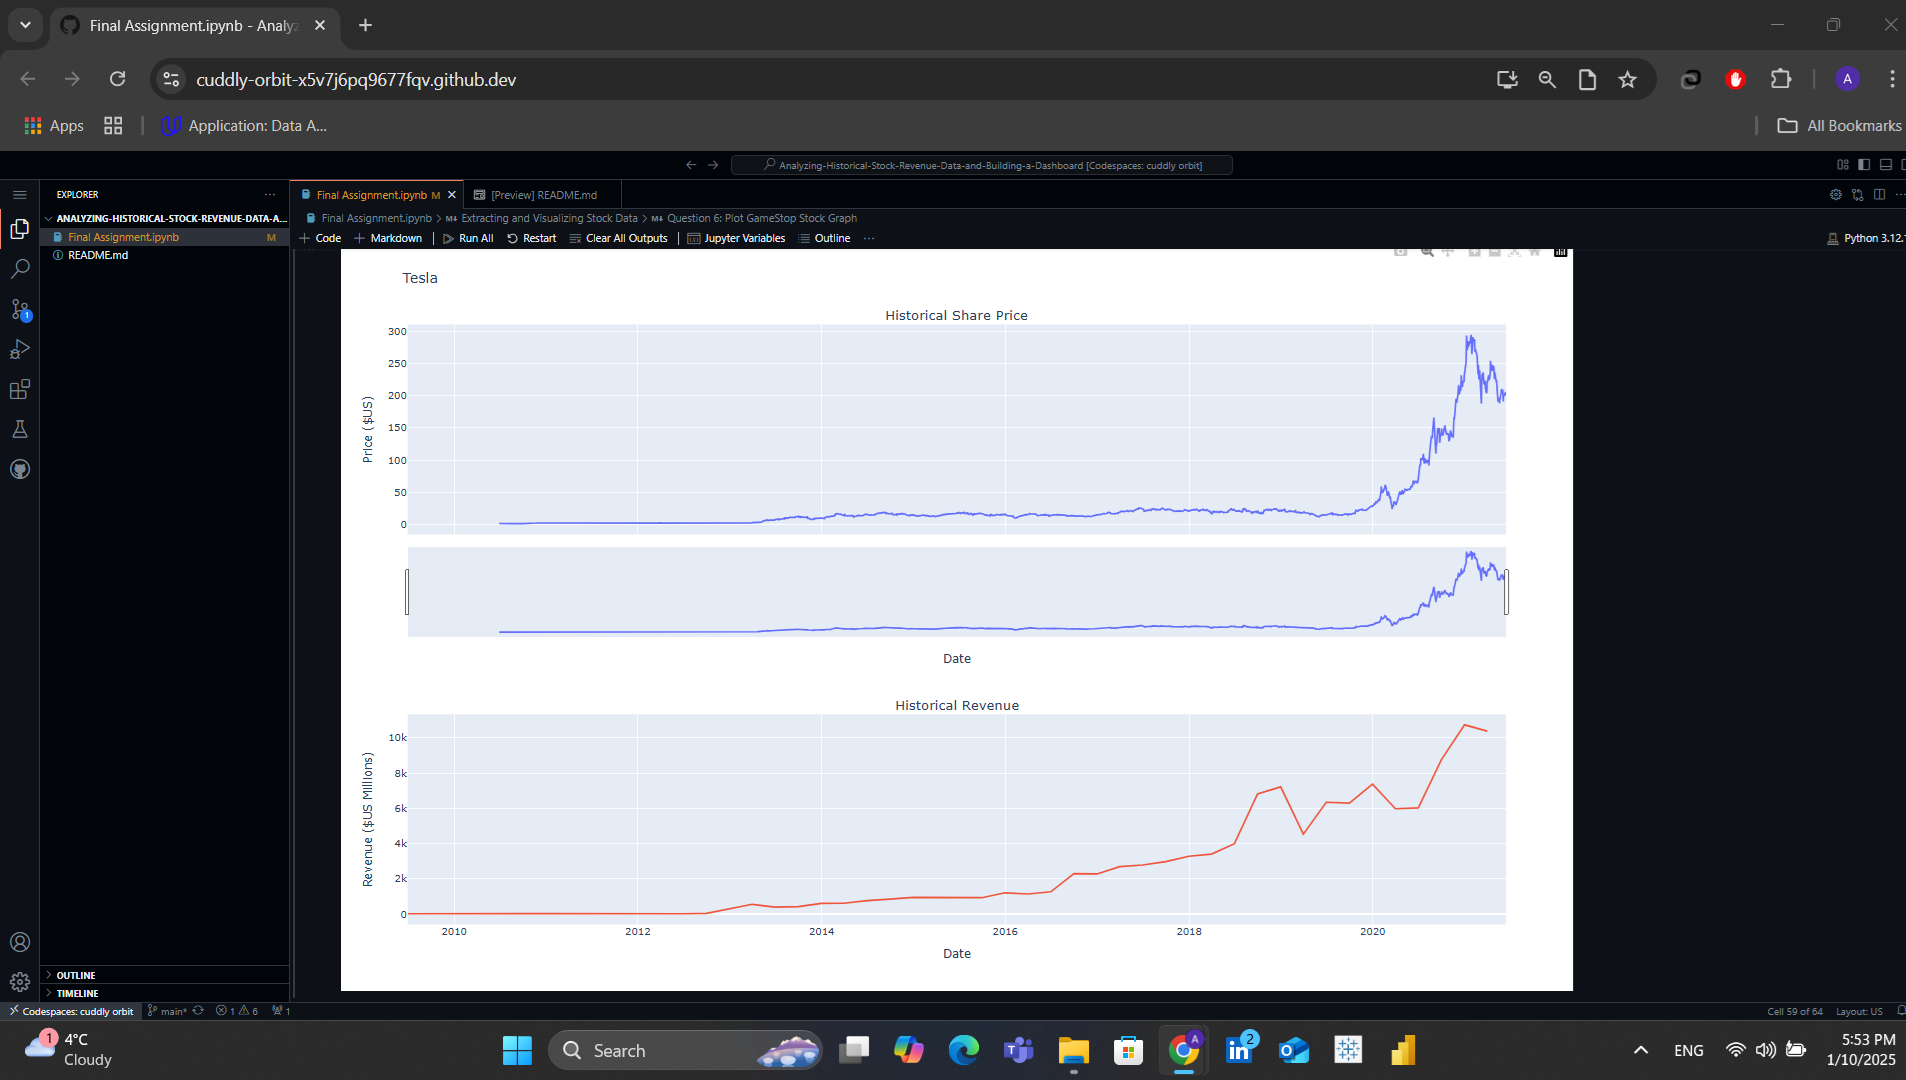 Final Assignment.ipynb - Analyz
cuddly-orbit-x5v7j6pq9677fqv.github.dev
A
Apps
Application: Data A...
All Bookmarks
Analyzing-Historical-Stock-Revenue-Data-and-Building-a-Dashboard [Codespaces: cuddly orbit]
EXPLORER
Final Assignment.ipynb M
[Preview] README.md
ANALYZING-HISTORICAL-STOCK-REVENUE-DATA-A...
Final Assignment.ipynb > M↓ Extracting and Visualizing Stock Data > M↓ Question 6: Plot GameStop Stock Graph
Final Assignment.ipynb M
README.md
Code Markdown Run All Restart Clear All Outputs Jupyter Variables Outline ...
Python 3.12.
1
Tesla
Historical Share Price
Price ($US)
300
250
200
150
100
50
0
Date
Historical Revenue
Revenue ($US Millions)
10k
8k
6k
4k
2k
0
2010 2012 2014 2016 2018 2020
Date
OUTLINE
TIMELINE
Codespaces: cuddly orbit main* 1 6 1
Cell 59 of 64 Layout: US
1
4°C
Cloudy
Search
A
2
ENG
5:53 PM
1/10/2025